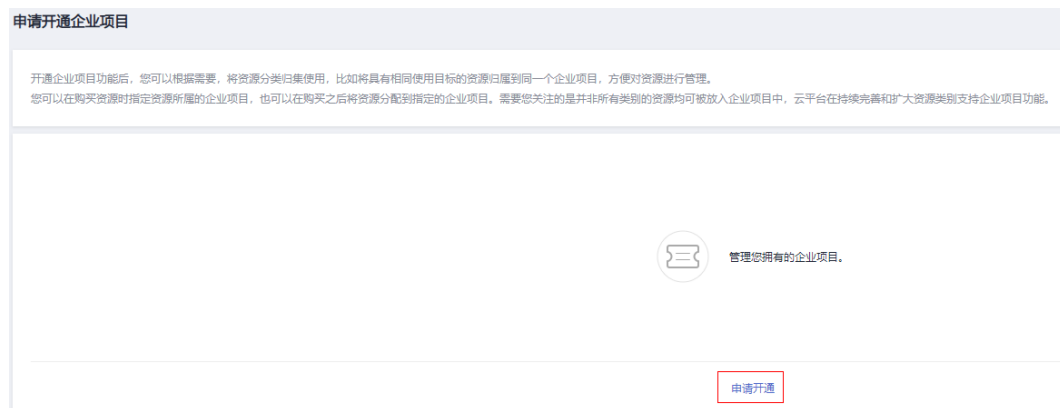 申请开通企业项目
开通企业项目功能后，您可以根据需要，将资源分类归集使用，比如将具有相同使用目标的资源归属到同一个企业项目，方便对资源进行管理。
您可以在购买资源时指定资源所属的企业项目，也可以在购买之后将资源分配到指定的企业项目。需要您关注的是并非所有类别的资源均可被放入企业项目中，云平台在持续完善和扩大资源类别支持企业项目功能。
管理您拥有的企业项目。
申请开通